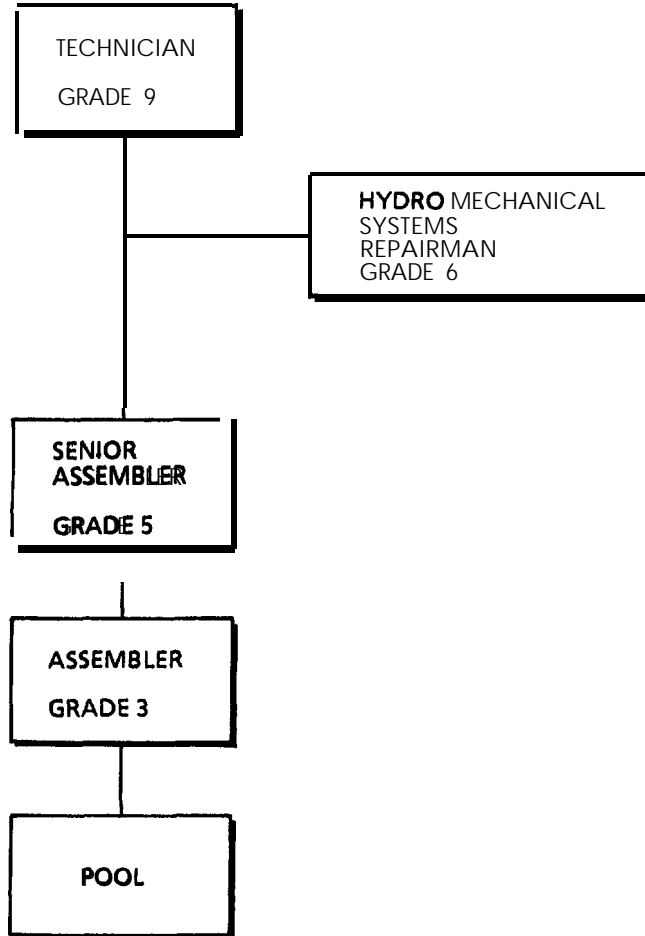 TECHNICIAN
GRADE 9
HYDRO MECHANICAL
SYSTEMS
REPAIRMAN
GRADE 6
SENIOR
ASSEMBLER
GRADE 5
ASSEMBLER
GRADE 3
POOL